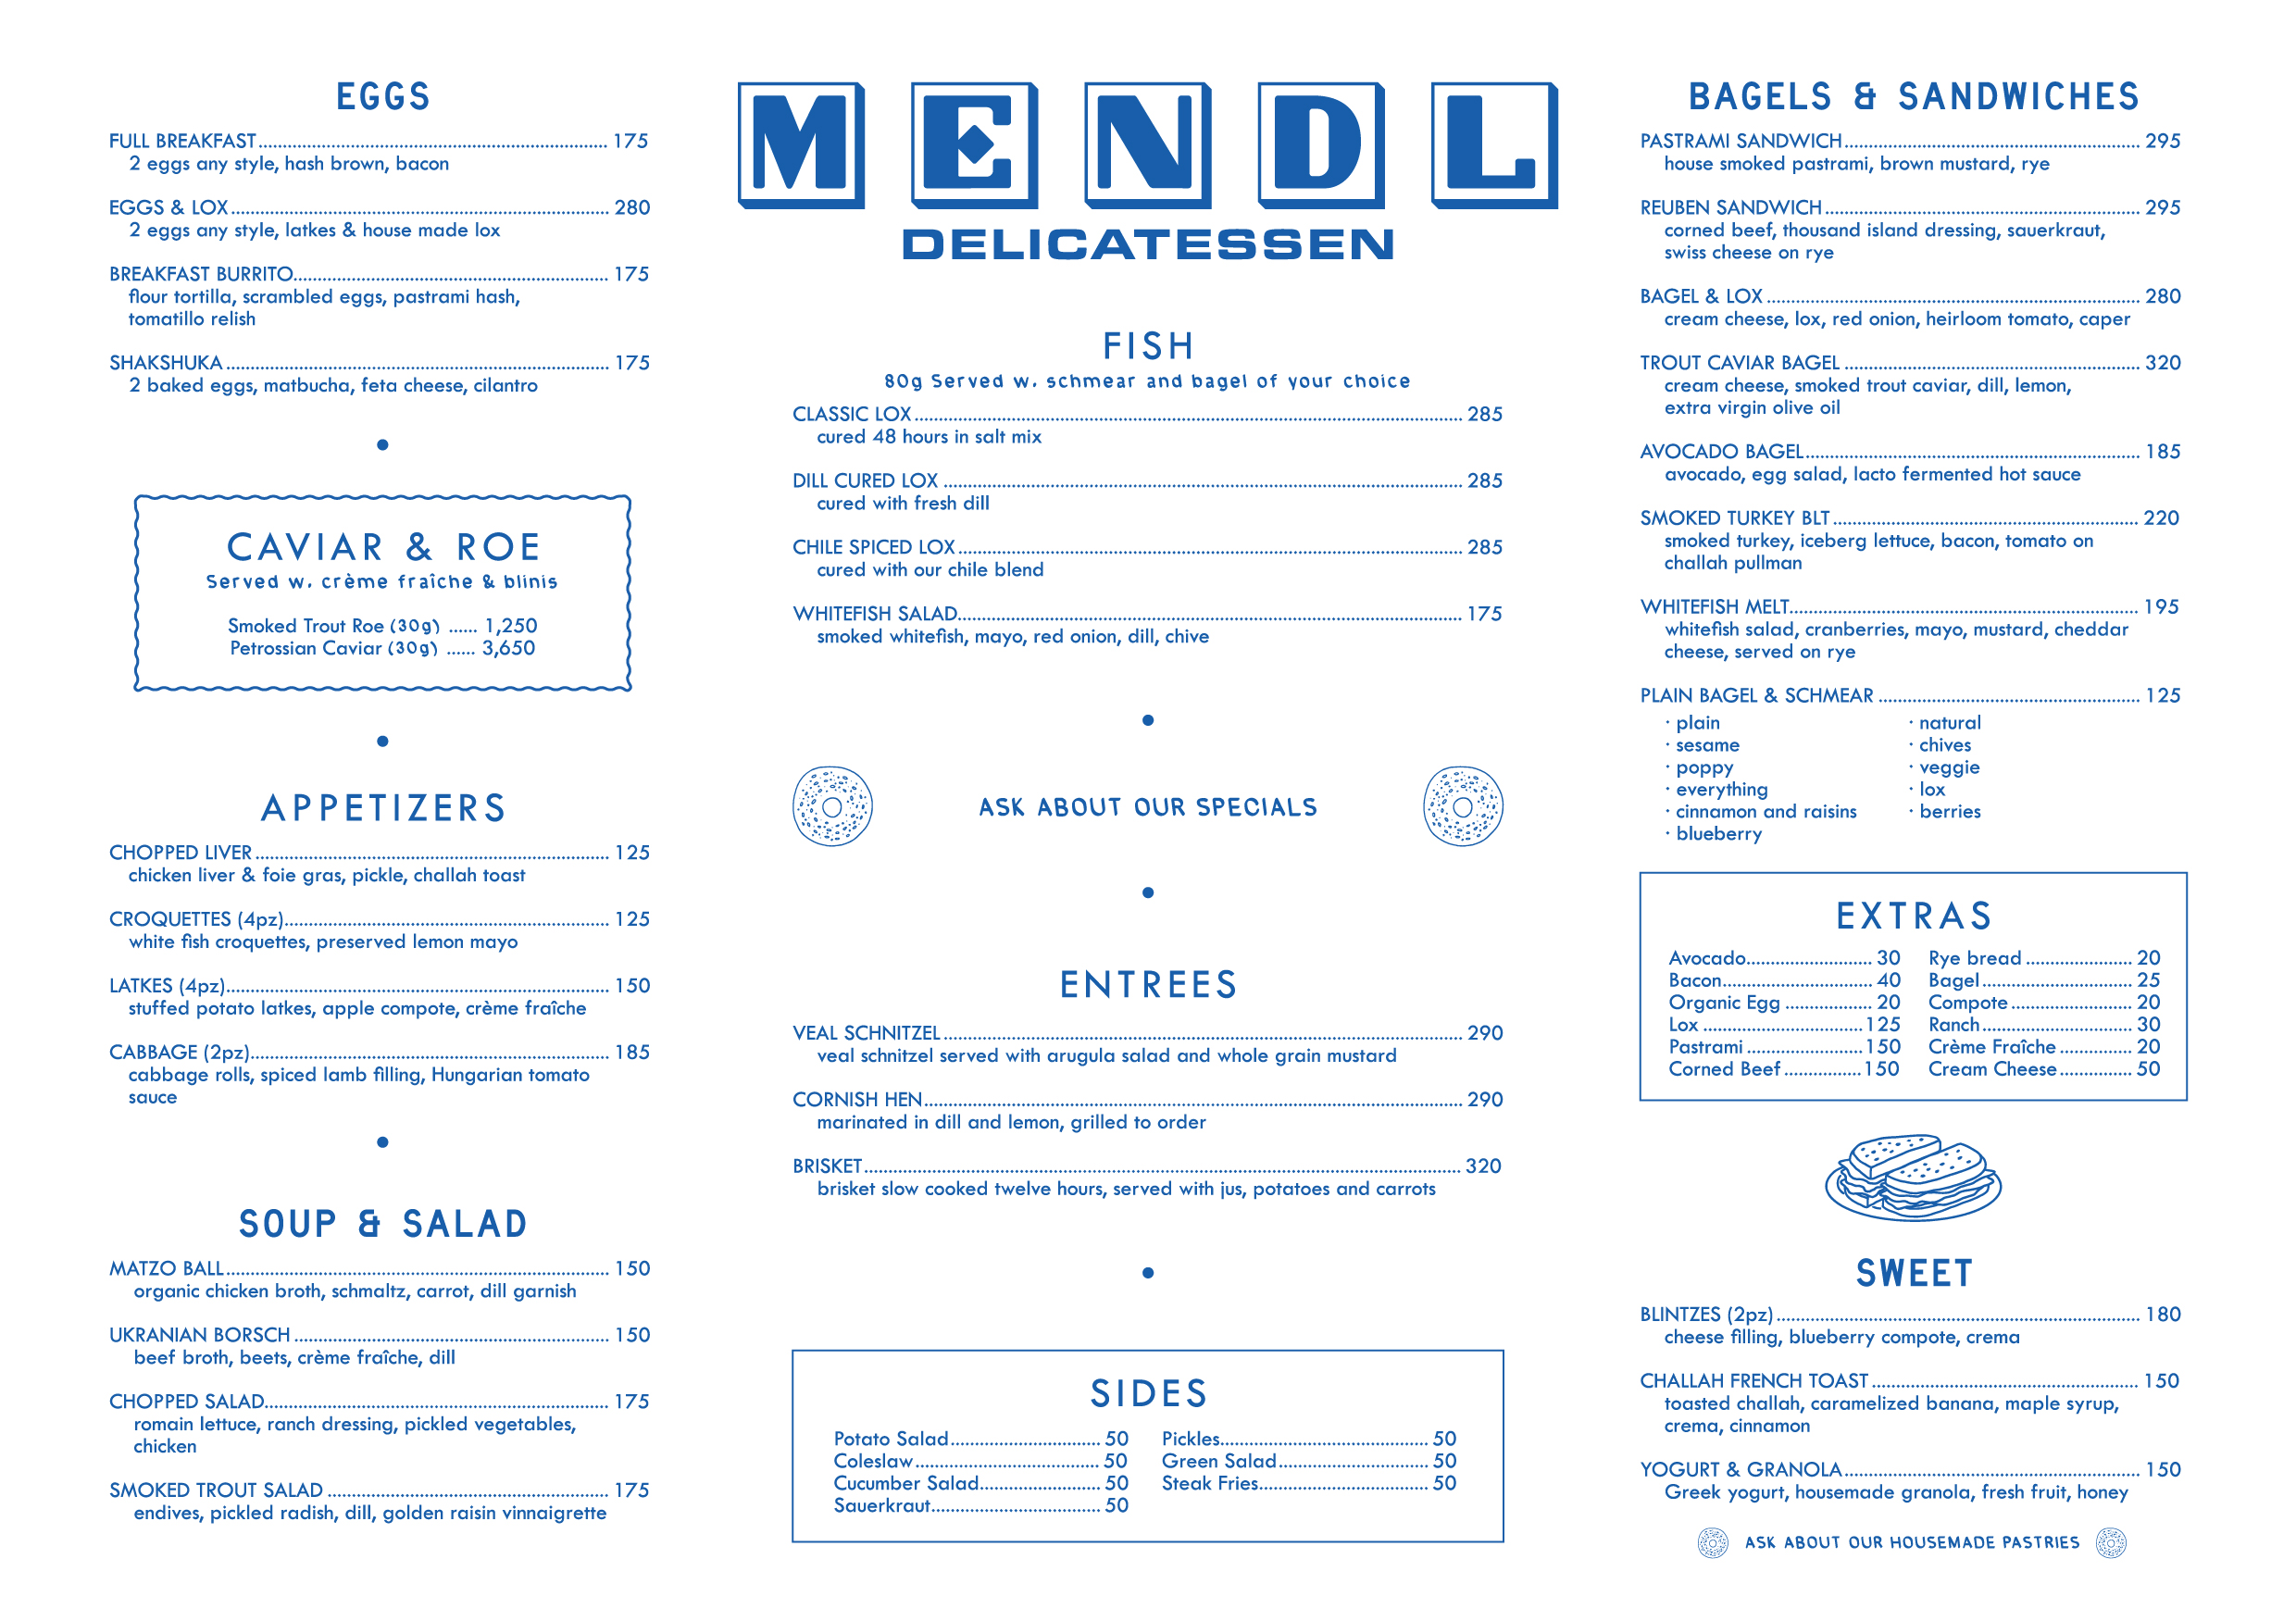 EGGS
FULL BREAKFAST 175
2 eggs any style, hash brown, bacon
EGGS & LOX 280
2 eggs any style, latkes & house made lox
BREAKFAST BURRITO 175
flour tortilla, scrambled eggs, pastrami hash,
tomatillo relish
SHAKSHUKA 175
2 baked eggs, matbucha, feta cheese, cilantro
CAVIAR & ROE
Served w. crème fraîche & blinis
Smoked Trout Roe (30g) ...... 1,250
Petrossian Caviar (30g) ...... 3,650
APPETIZERS
CHOPPED LIVER 125
chicken liver & foie gras, pickle, challah toast
CROQUETTES (4pz) 125
white fish croquettes, preserved lemon mayo
LATKES (4pz) 150
stuffed potato latkes, apple compote, crème fraîche
CABBAGE (2pz) 185
cabbage rolls, spiced lamb filling, Hungarian tomato
sauce
SOUP & SALAD
MATZO BALL 150
organic chicken broth, schmaltz, carrot, dill garnish
UKRANIAN BORSCH 150
beef broth, beets, crème fraîche, dill
CHOPPED SALAD 175
romain lettuce, ranch dressing, pickled vegetables,
chicken
SMOKED TROUT SALAD 175
endives, pickled radish, dill, golden raisin vinnaigrette
MENDL
DELICATESSEN
FISH
80g Served w. schmear and bagel of your choice
CLASSIC LOX 285
cured 48 hours in salt mix
DILL CURED LOX 285
cured with fresh dill
CHILE SPICED LOX 285
cured with our chile blend
WHITEFISH SALAD 175
smoked whitefish, mayo, red onion, dill, chive
ASK ABOUT OUR SPECIALS
ENTREES
VEAL SCHNITZEL 290
veal schnitzel served with arugula salad and whole grain mustard
CORNISH HEN 290
marinated in dill and lemon, grilled to order
BRISKET 320
brisket slow cooked twelve hours, served with jus, potatoes and carrots
SIDES
Potato Salad 50
Coleslaw 50
Cucumber Salad 50
Sauerkraut 50
Pickles 50
Green Salad 50
Steak Fries 50
BAGELS & SANDWICHES
PASTRAMI SANDWICH 295
house smoked pastrami, brown mustard, rye
REUBEN SANDWICH 295
corned beef, thousand island dressing, sauerkraut,
swiss cheese on rye
BAGEL & LOX 280
cream cheese, lox, red onion, heirloom tomato, caper
TROUT CAVIAR BAGEL 320
cream cheese, smoked trout caviar, dill, lemon,
extra virgin olive oil
AVOCADO BAGEL 185
avocado, egg salad, lacto fermented hot sauce
SMOKED TURKEY BLT 220
smoked turkey, iceberg lettuce, bacon, tomato on
challah pullman
WHITEFISH MELT 195
whitefish salad, cranberries, mayo, mustard, cheddar
cheese, served on rye
PLAIN BAGEL & SCHMEAR 125
· plain
· sesame
· poppy
· everything
· cinnamon and raisins
· blueberry
· natural
· chives
· veggie
· lox
· berries
EXTRAS
Avocado 30
Bacon 40
Organic Egg 20
Lox 125
Pastrami 150
Corned Beef 150
Rye bread 20
Bagel 25
Compote 20
Ranch 30
Crème Fraîche 20
Cream Cheese 50
SWEET
BLINTZES (2pz) 180
cheese filling, blueberry compote, crema
CHALLAH FRENCH TOAST 150
toasted challah, caramelized banana, maple syrup,
crema, cinnamon
YOGURT & GRANOLA 150
Greek yogurt, housemade granola, fresh fruit, honey
ASK ABOUT OUR HOUSEMADE PASTRIES